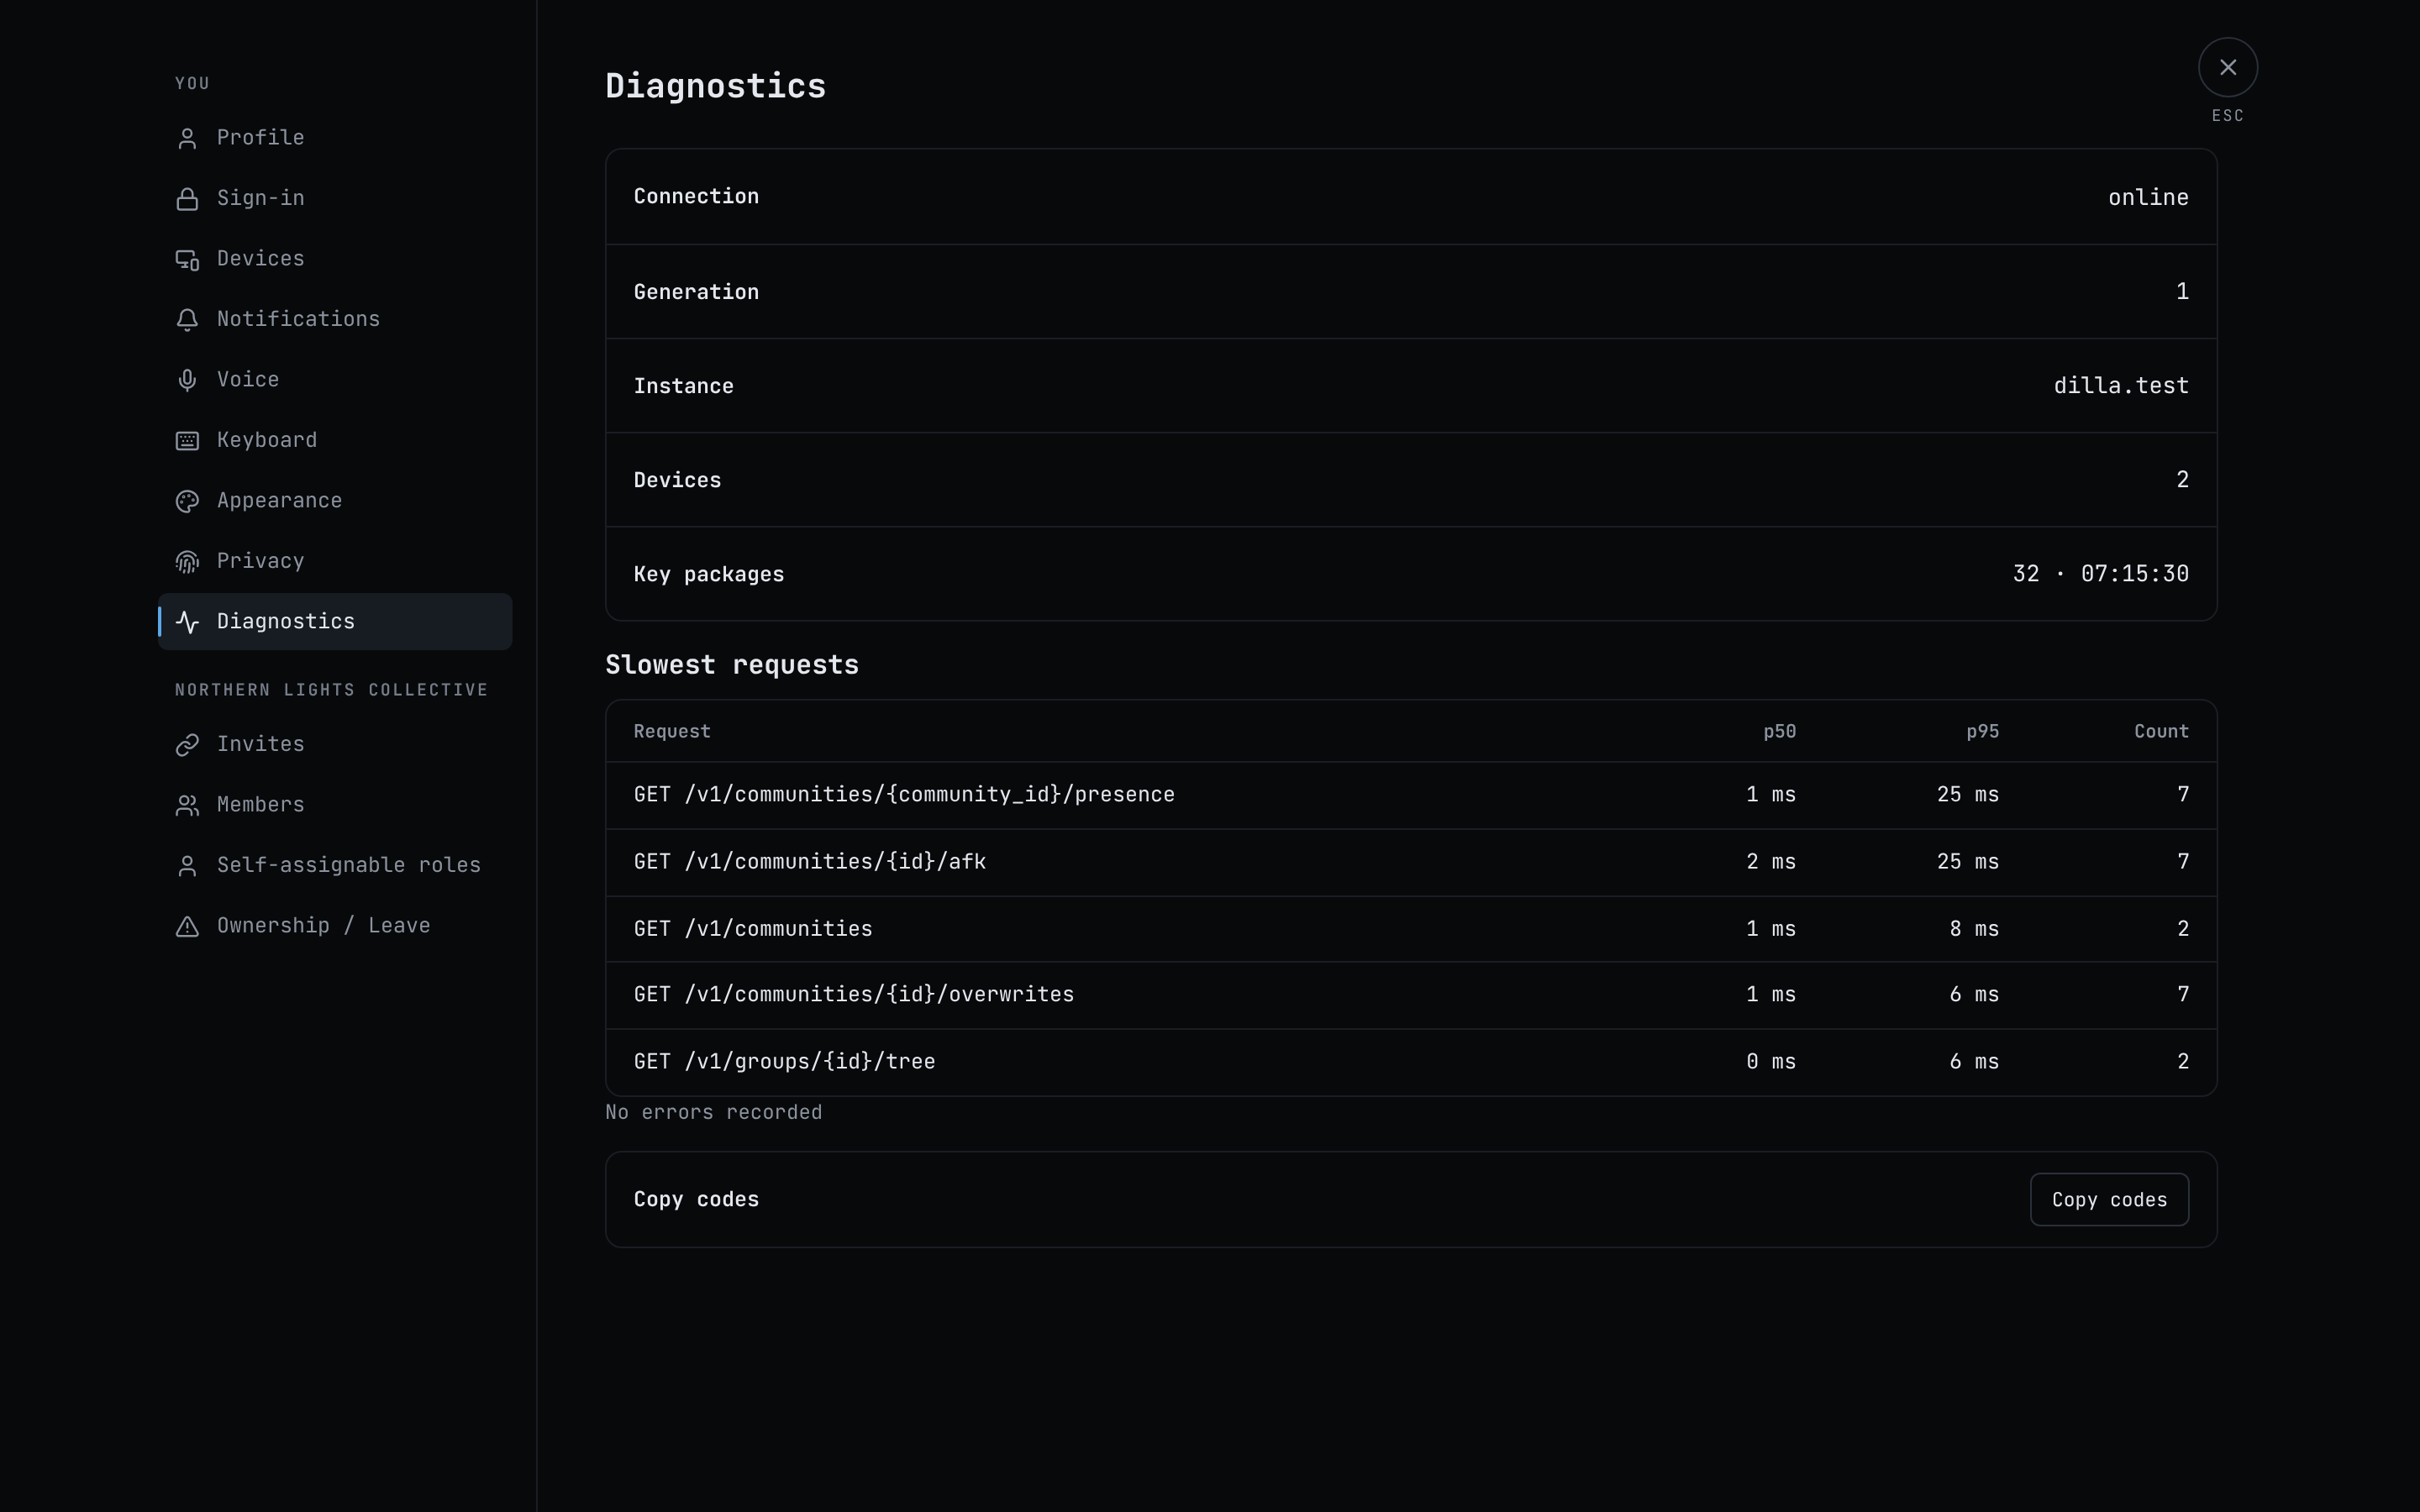 YOU
Profile
Sign-in
Devices
Notifications
Voice
Keyboard
Appearance
Privacy
Diagnostics
NORTHERN LIGHTS COLLECTIVE
Invites
Members
Self-assignable roles
Ownership / Leave
Diagnostics
ESC
Connection online
Generation 1
Instance dilla.test
Devices 2
Key packages 32 · 07:15:30
Slowest requests
Request p50 p95 Count
GET /v1/communities/{community_id}/presence 1 ms 25 ms 7
GET /v1/communities/{id}/afk 2 ms 25 ms 7
GET /v1/communities 1 ms 8 ms 2
GET /v1/communities/{id}/overwrites 1 ms 6 ms 7
GET /v1/groups/{id}/tree 0 ms 6 ms 2
No errors recorded
Copy codes Copy codes